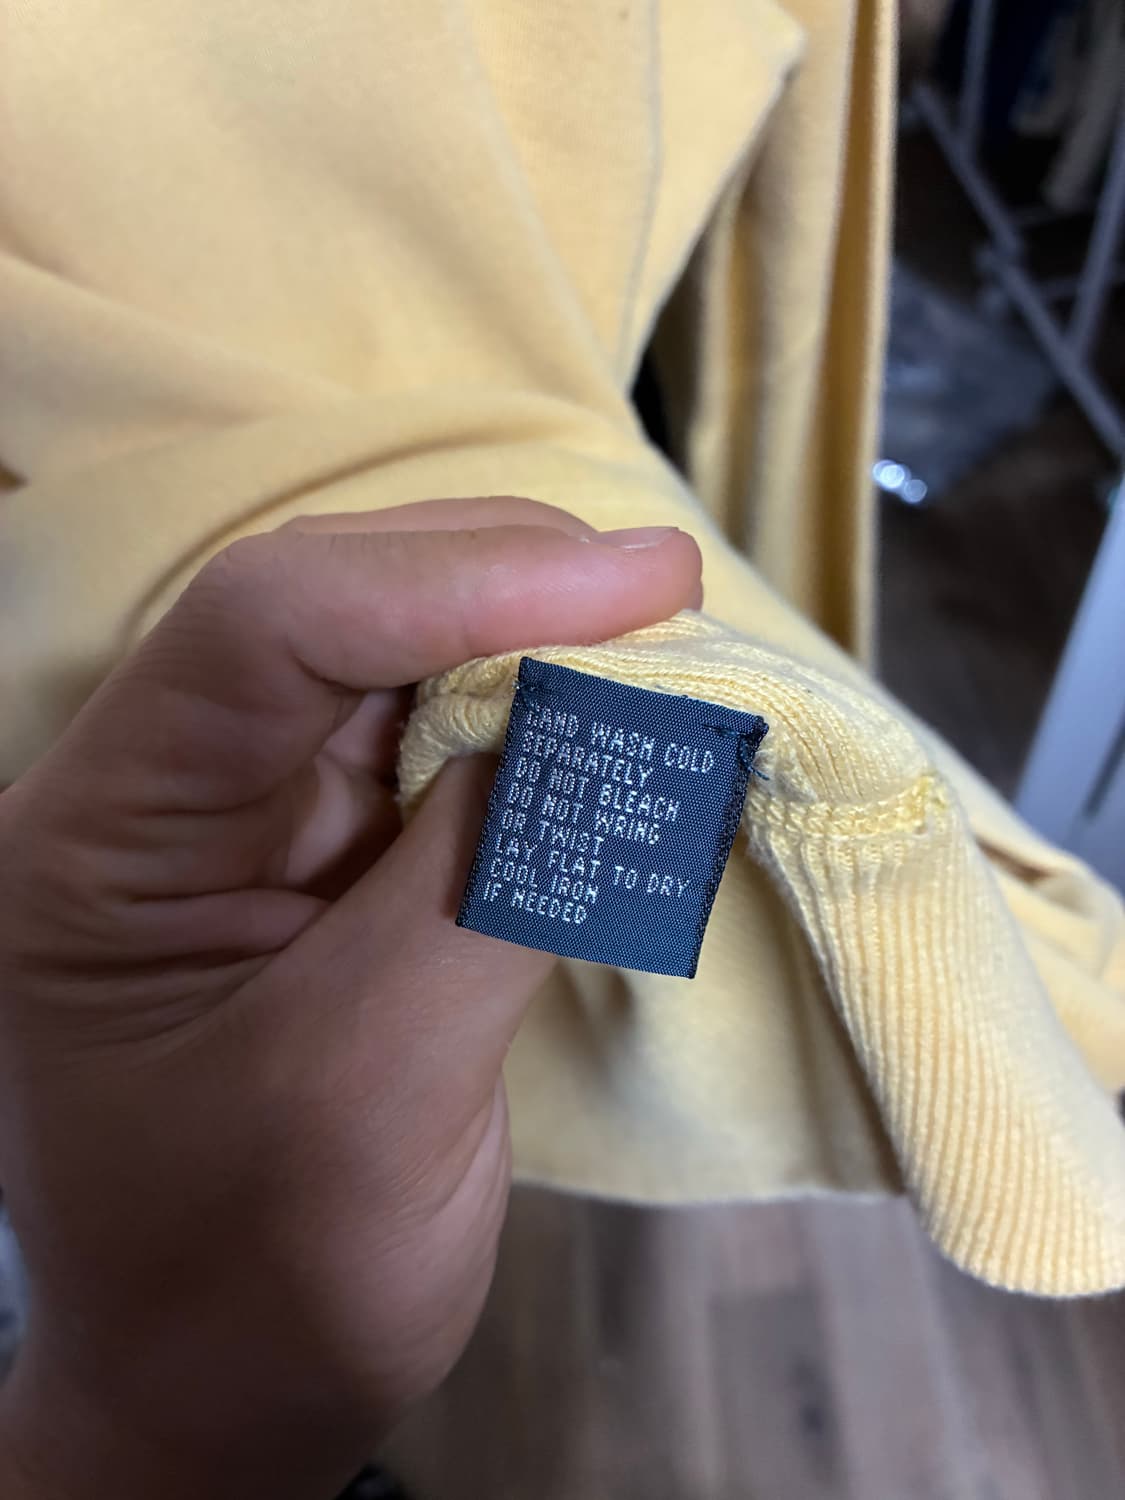 HAND WASH COLD
SEPARATELY
DO NOT BLEACH
DO NOT WRING
OR TWIST
LAY FLAT TO DRY
COOL IRON
IF NEEDED